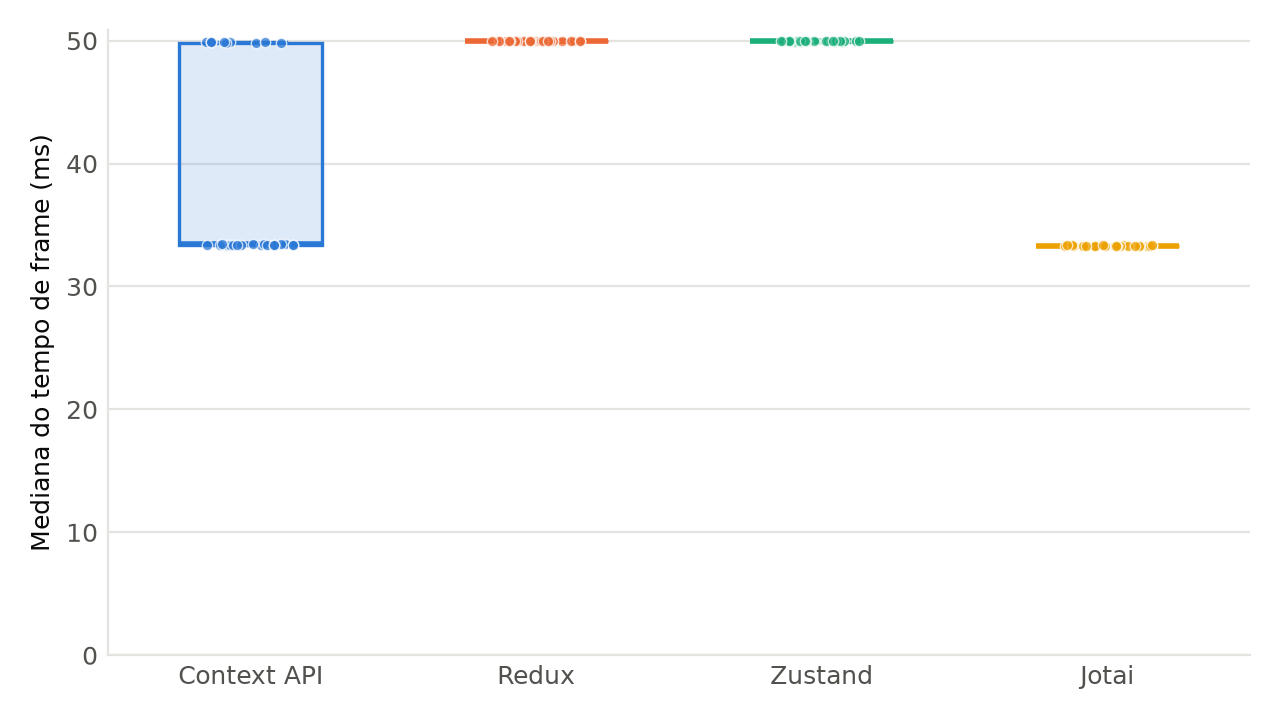 Mediana do tempo de frame (ms)
50
40
30
20
10
0
Context API
Redux
Zustand
Jotai